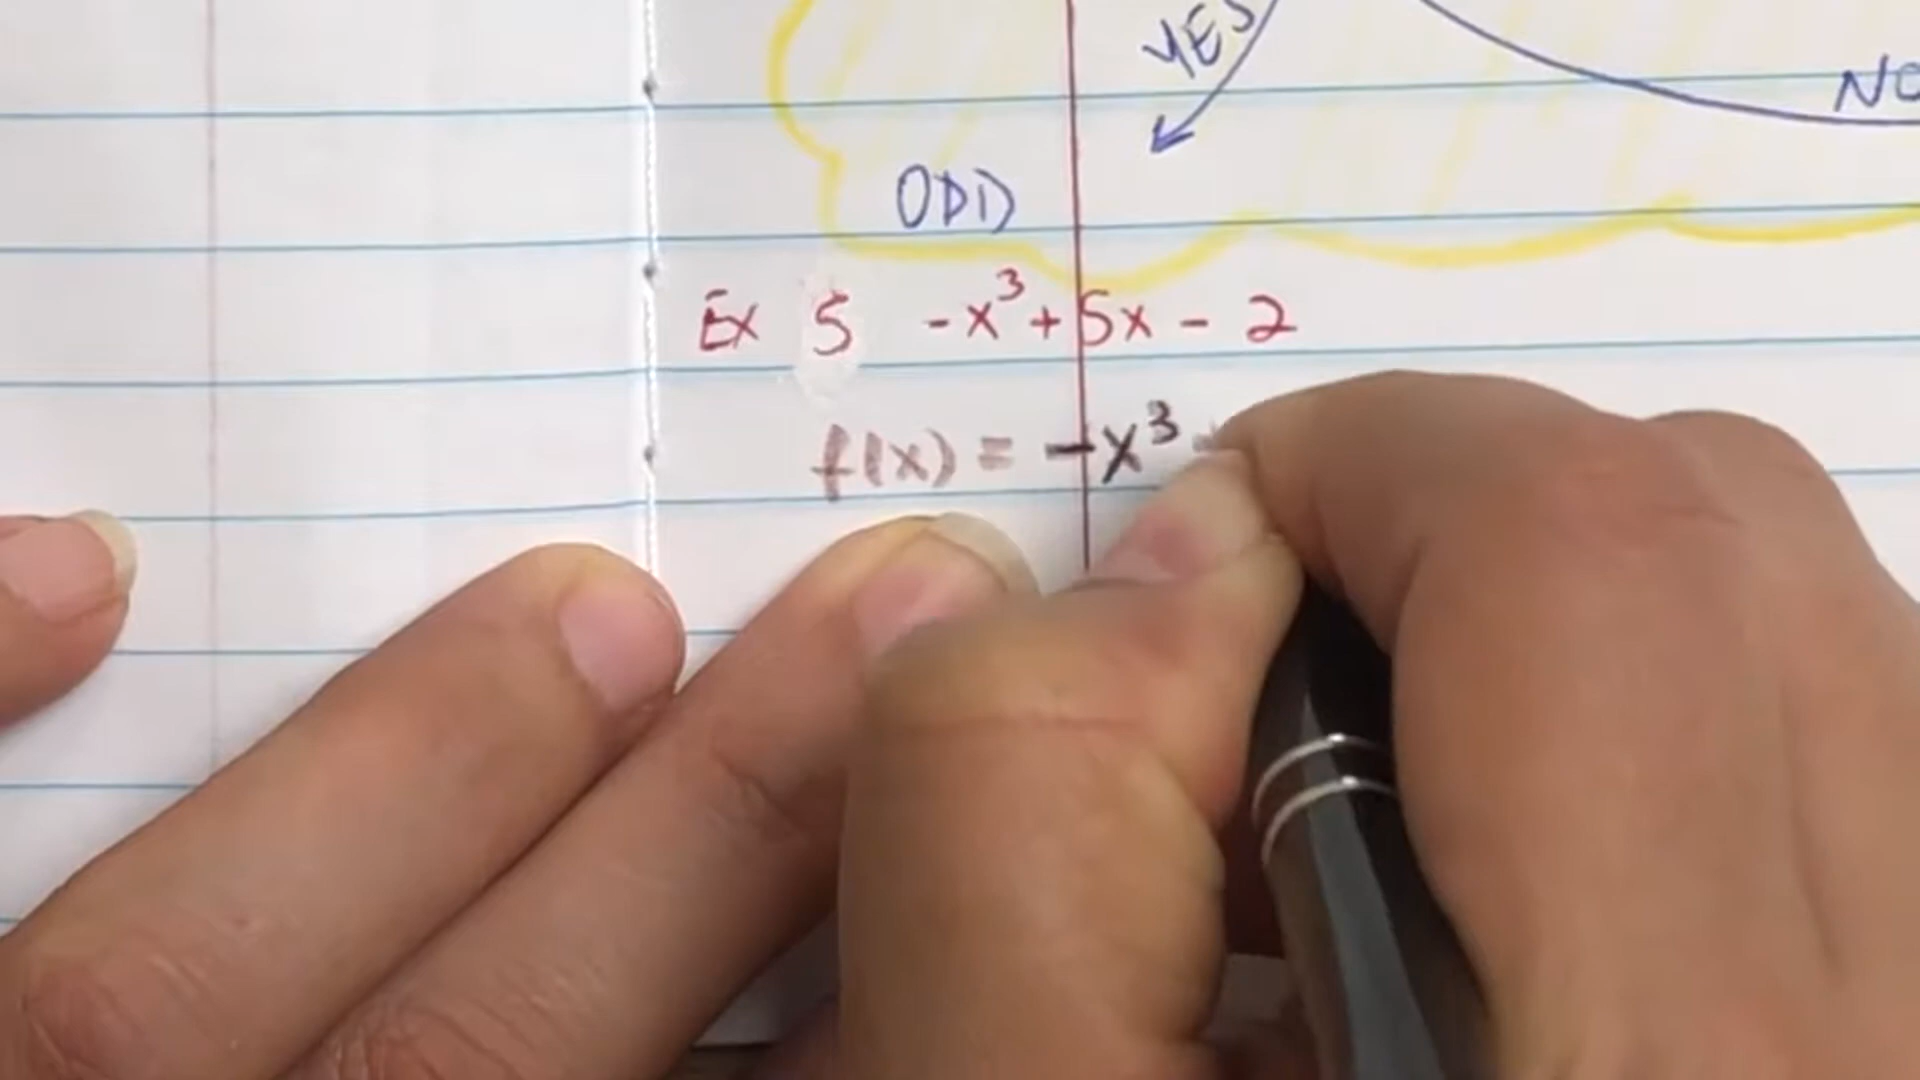 YES
NO
ODD
Ex 5 -x³ + 5x - 2
f(x) = -x³